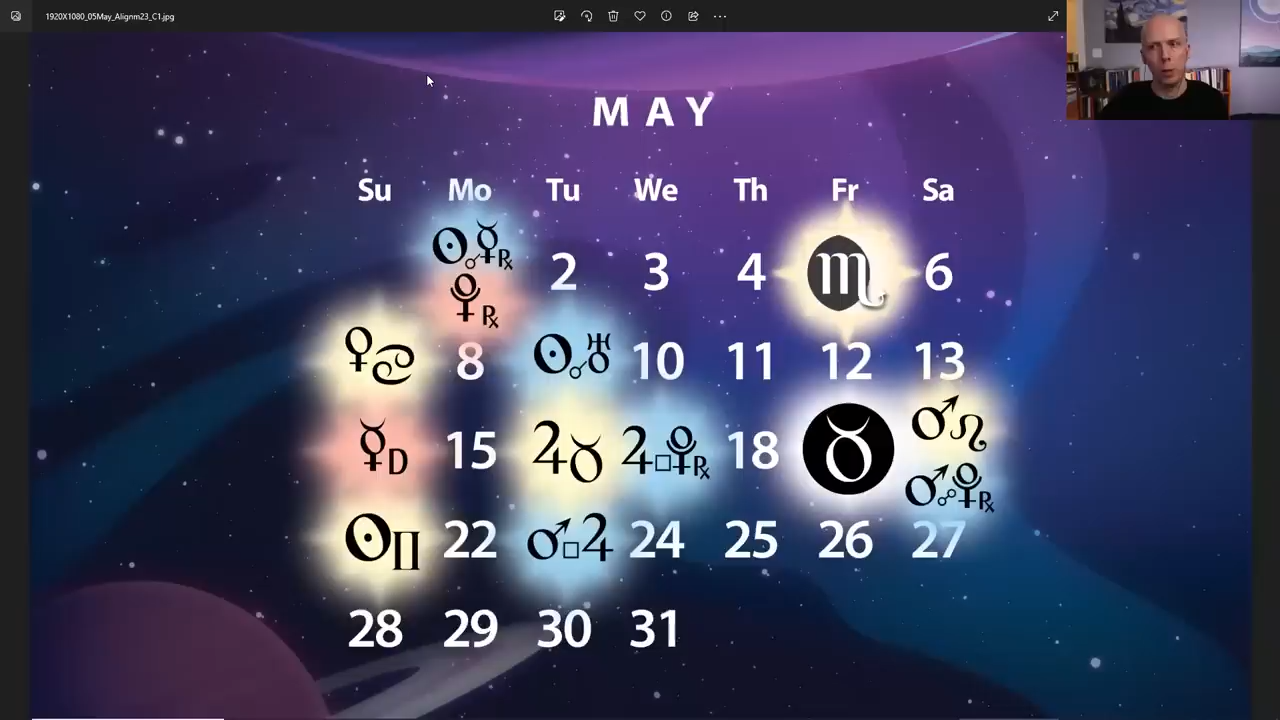 1920X1080_05May_Alignm23_C1.jpg
MAY
Su Mo Tu We Th Fr Sa
☉☌☿℞
♇℞ 2 3 4 ♏ 6
♀♋ 8 ☉☌♅ 10 11 12 13
☿D 15 ♃♉ ♃□♇℞ 18 ♉ ♂♌
♂☍♇℞
☉♊ 22 ♂□♃ 24 25 26 27
28 29 30 31